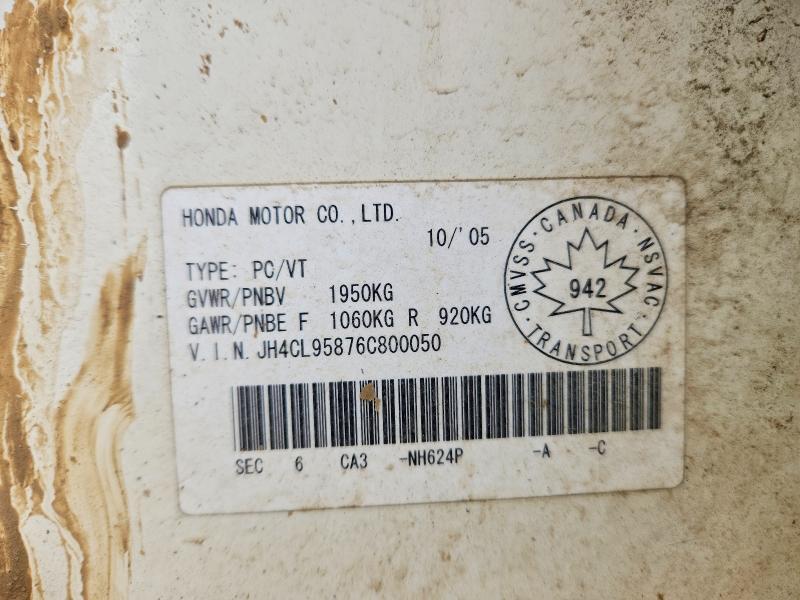 HONDA MOTOR CO.,LTD.
10/'05
TYPE: PC/VT
GVWR/PNBV 1950KG
GAWR/PNBE F 1060KG R 920KG
V.I.N. JH4CL95876C800050
SEC 6 CA3 -NH624P -A -C
CMVSS · CANADA · NSVAC · TRANSPORT ·
942